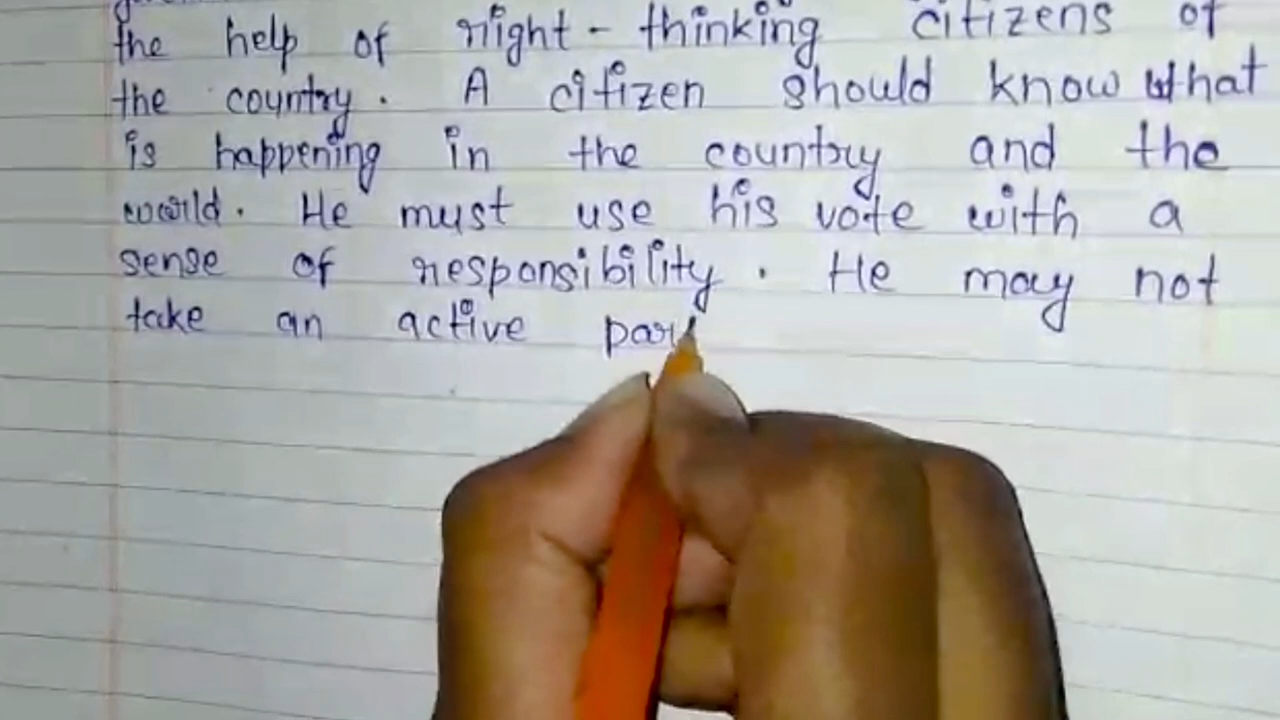 the help of right - thinking citizens of
the country. A citizen should know what
is happening in the country and the
world. He must use his vote with a
sense of responsibility. He may not
take an active par